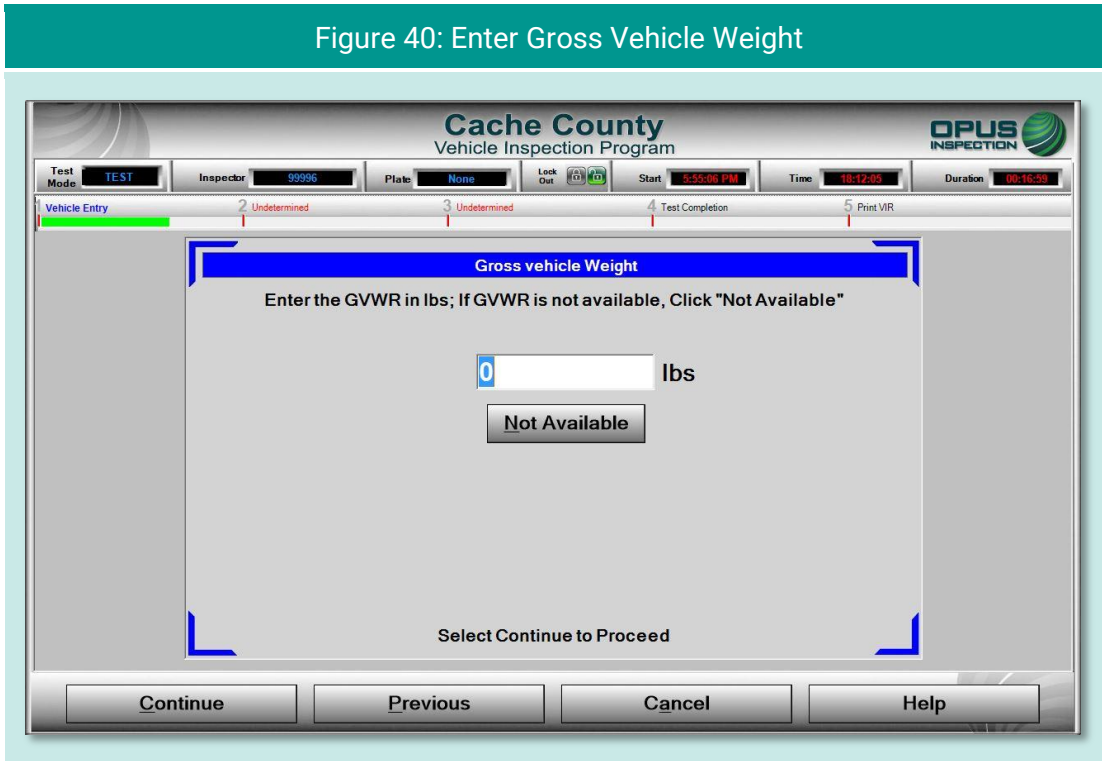 Figure 40: Enter Gross Vehicle Weight
Cache County
Vehicle Inspection Program
OPUS
INSPECTION
Test Mode TEST Inspector 99996 Plate None Lock Out Start 5:55:06 PM Time 18:12:05 Duration 00:16:59
1 Vehicle Entry 2 Undetermined 3 Undetermined 4 Test Completion 5 Print VIR
Gross vehicle Weight
Enter the GVWR in lbs; If GVWR is not available, Click "Not Available"
0 lbs
Not Available
Select Continue to Proceed
Continue Previous Cancel Help